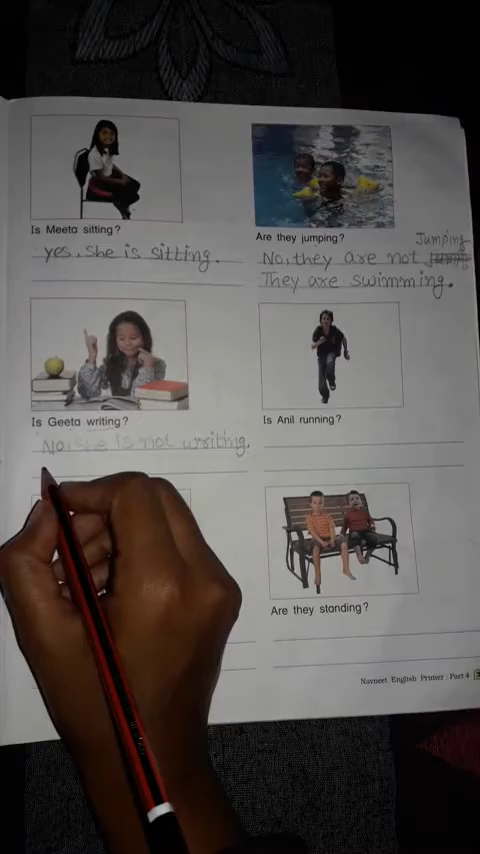 Is Meeta sitting?
yes, she is sitting.
Are they jumping?
Jumping
No, they are not
They are swimming.
Is Geeta writing?
No, she is not writing.
Is Anil running?
Are they standing?
Navneet English Primer : Part 4